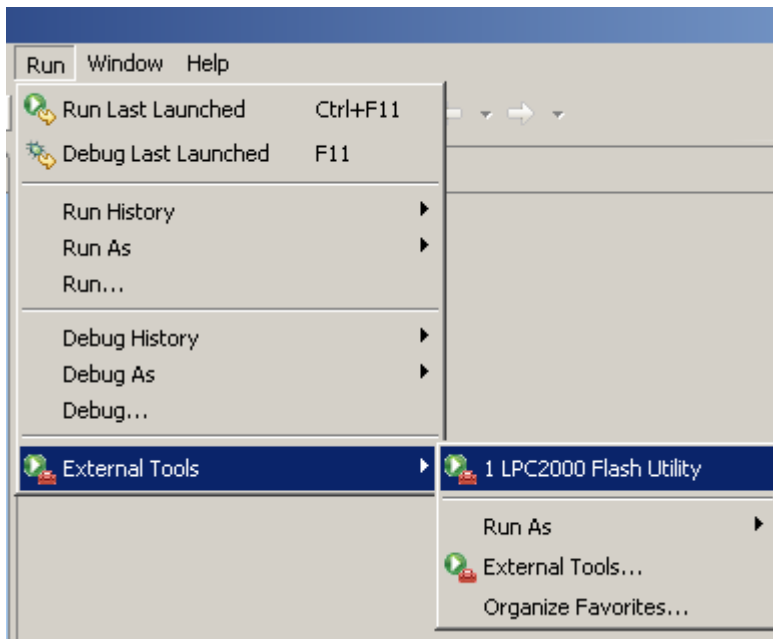 Run Window Help
Run Last Launched Ctrl+F11
Debug Last Launched F11
Run History
Run As
Run...
Debug History
Debug As
Debug...
External Tools
1 LPC2000 Flash Utility
Run As
External Tools...
Organize Favorites...